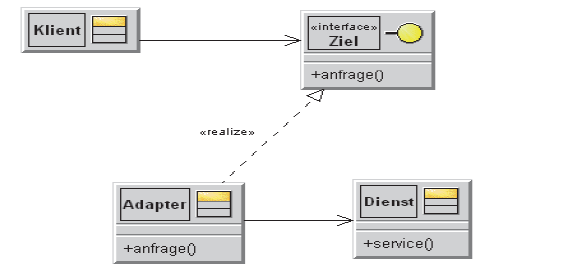 Klient
«interface»
Ziel
+anfrage()
«realize»
Adapter
+anfrage()
Dienst
+service()